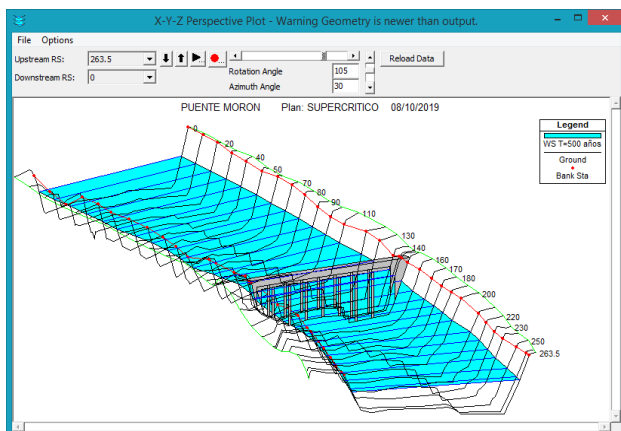 X-Y-Z Perspective Plot - Warning Geometry is newer than output.
File Options
Upstream RS: 263.5
Reload Data
Rotation Angle 105
Downstream RS: 0
Azimuth Angle 30
PUENTE MORON Plan: SUPERCRITICO 08/10/2019
Legend
WS T=500 años
Ground
Bank Sta
0
20
40
50
70
80
90
110
130
140
160
170
180
200
220
230
250
263.5